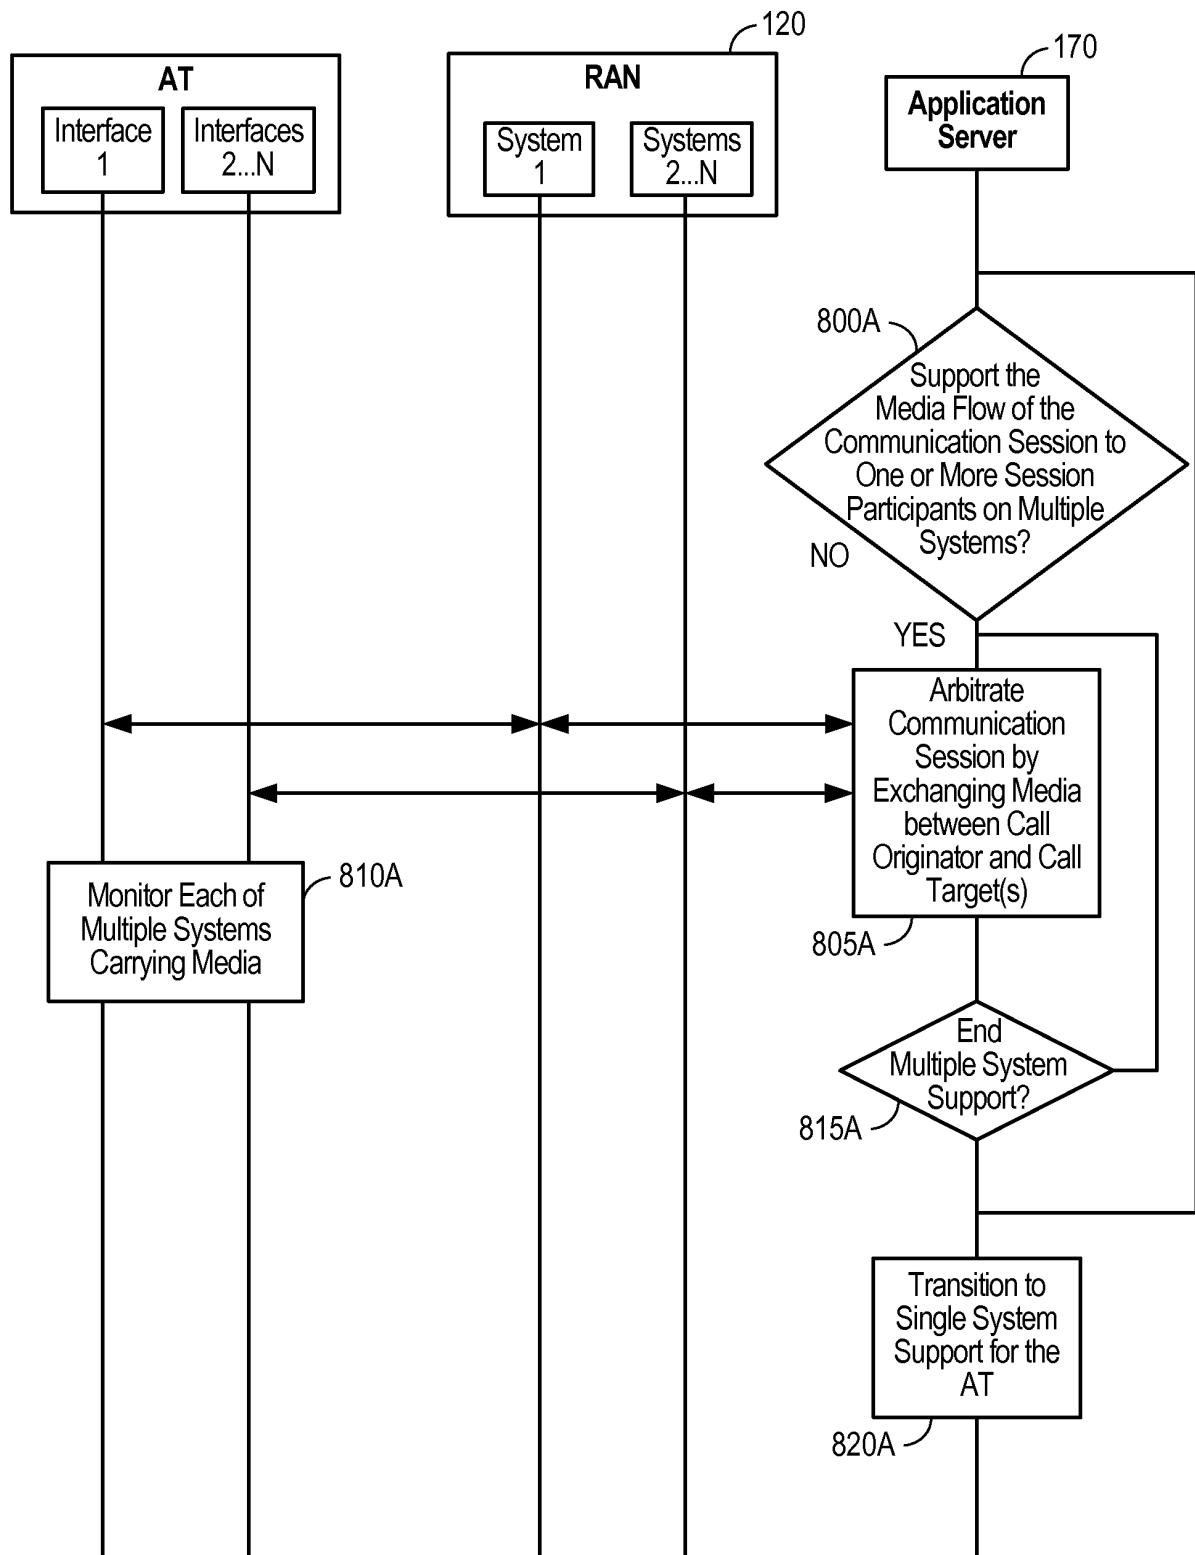 120
170
AT
RAN
Application
Server
Interface
1
Interfaces
2...N
System
1
Systems
2...N
800A
Support the
Media Flow of the
Communication Session to
One or More Session
Participants on Multiple
Systems?
NO
YES
Arbitrate
Communication
Session by
Exchanging Media
between Call
Originator and Call
Target(s)
805A
810A
Monitor Each of
Multiple Systems
Carrying Media
End
Multiple System
Support?
815A
Transition to
Single System
Support for the
AT
820A